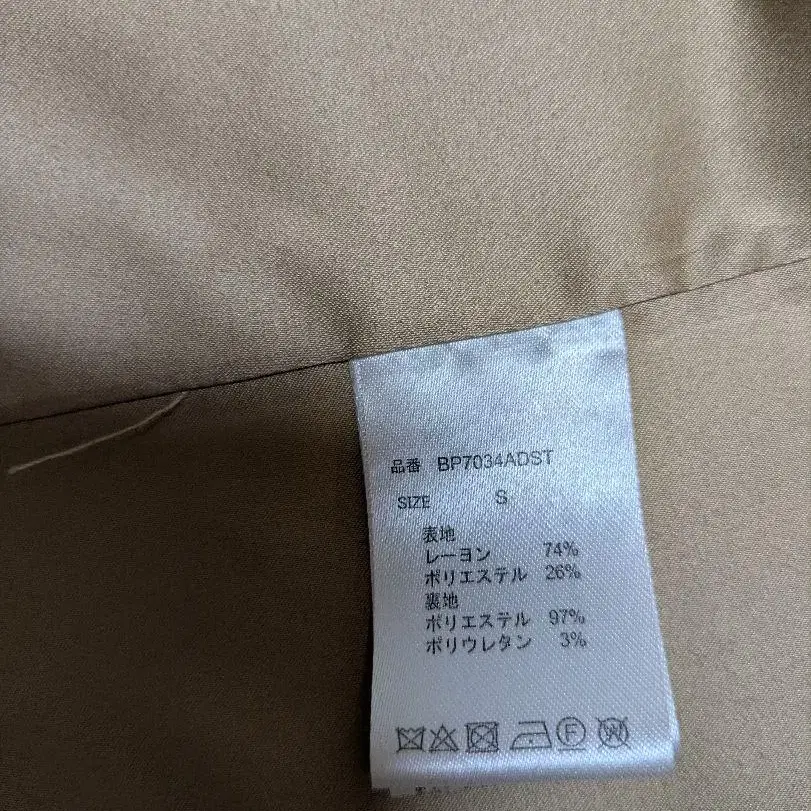 品番 BP7034ADST
SIZE S
表地
レーヨン 74%
ポリエステル 26%
裏地
ポリエステル 97%
ポリウレタン 3%
F
W